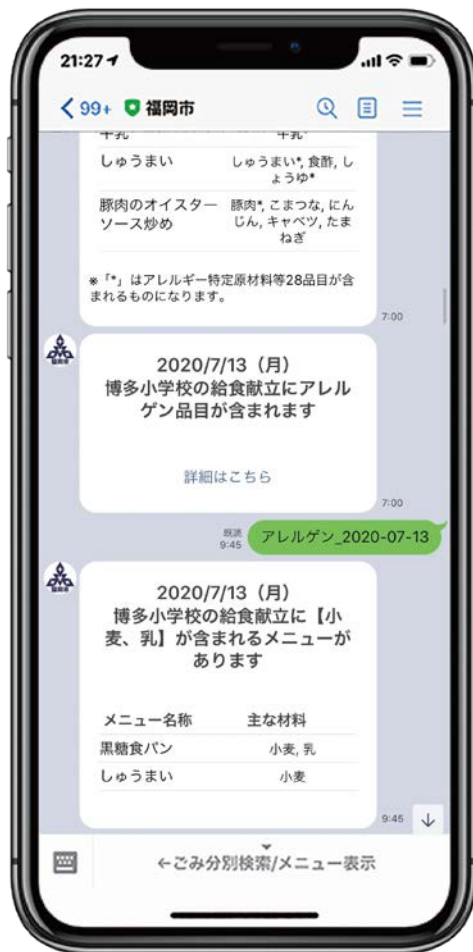 21:27
99+ 福岡市
牛乳 牛乳*
しゅうまい しゅうまい*, 食酢, し
ょうゆ*
豚肉のオイスター 豚肉*, こまつな, にん
ソース炒め じん, キャベツ, たま
ねぎ
※「*」はアレルギー特定原材料等28品目が含
まれるものになります。
7:00
2020/7/13（月）
博多小学校の給食献立にアレル
ゲン品目が含まれます
詳細はこちら
7:00
既読
9:45
アレルゲン_2020-07-13
2020/7/13（月）
博多小学校の給食献立に【小
麦、乳】が含まれるメニューが
あります
メニュー名称 主な材料
黒糖食パン 小麦, 乳
しゅうまい 小麦
9:45
←ごみ分別検索/メニュー表示